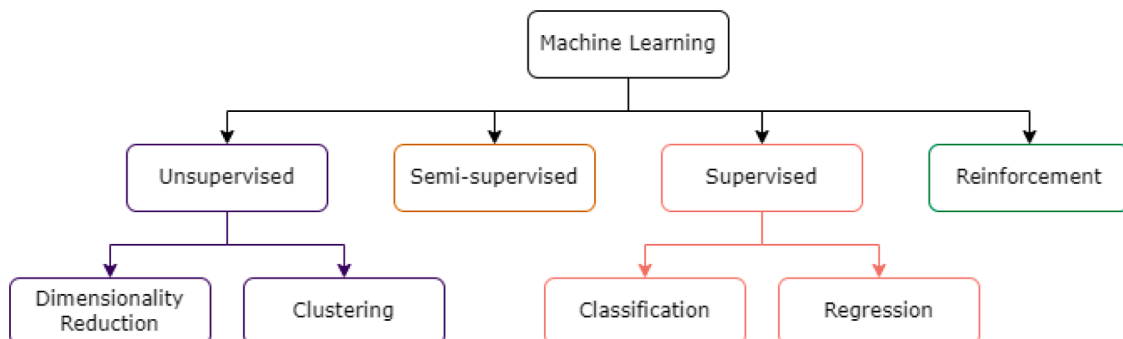 Machine Learning
Unsupervised
Semi-supervised
Supervised
Reinforcement
Dimensionality
Reduction
Clustering
Classification
Regression